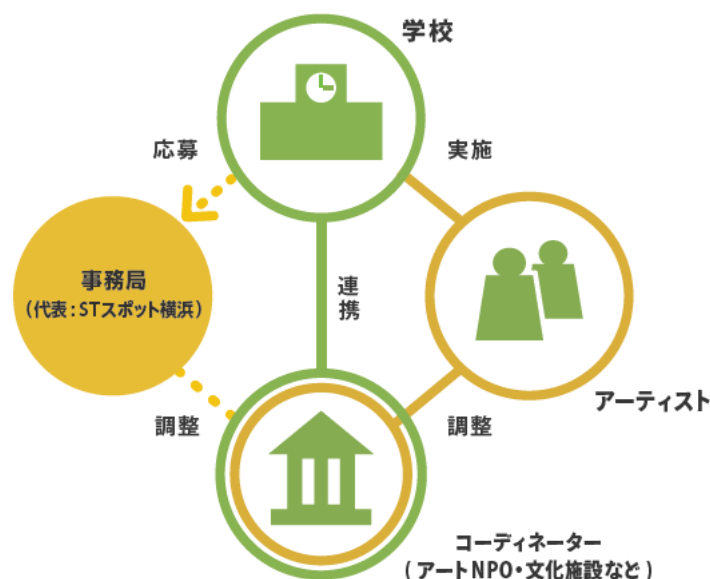 学校
応募
実施
事務局
（代表：STスポット横浜）
連
携
アーティスト
調整
調整
コーディネーター
（アートNPO・文化施設など）